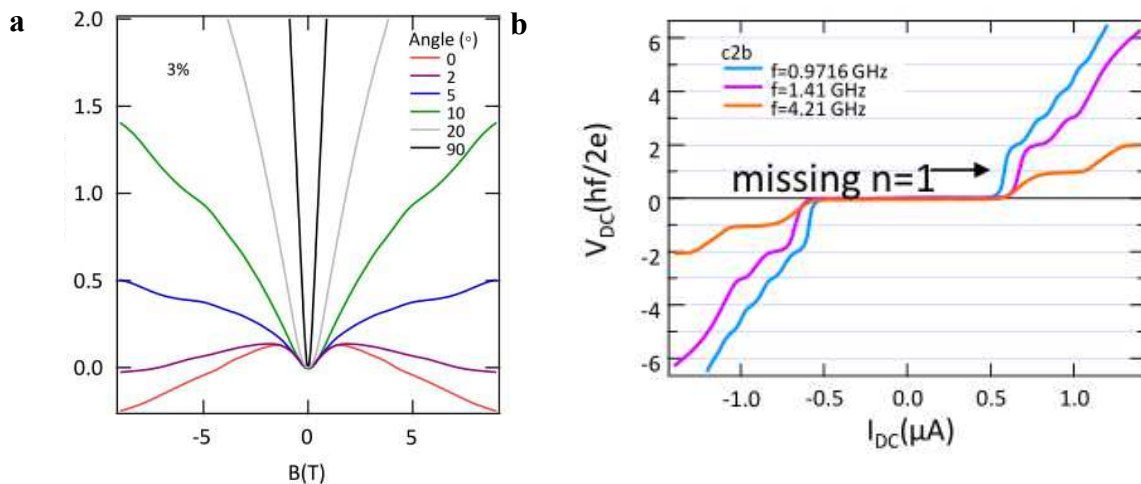 a
2.0
1.5
1.0
0.5
0.0
-5
0
5
B(T)
3%
Angle (◦)
0
2
5
10
20
90
b
6
4
2
0
-2
-4
-6
V_DC(hf/2e)
c2b
f=0.9716 GHz
f=1.41 GHz
f=4.21 GHz
missing n=1
-1.0
-0.5
0.0
0.5
1.0
I_DC(μA)